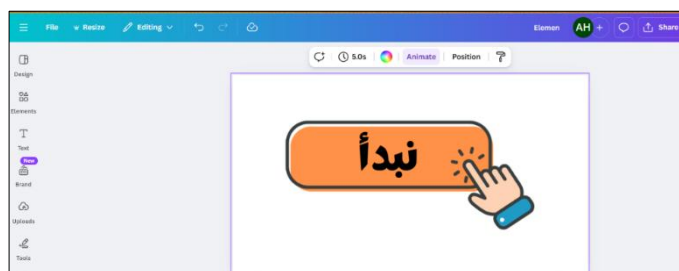 File Resize Editing Elemen AH + Share
5.0s Animate Position
Design
Elements
Text
New
Brand
Uploads
Tools
نبدأ